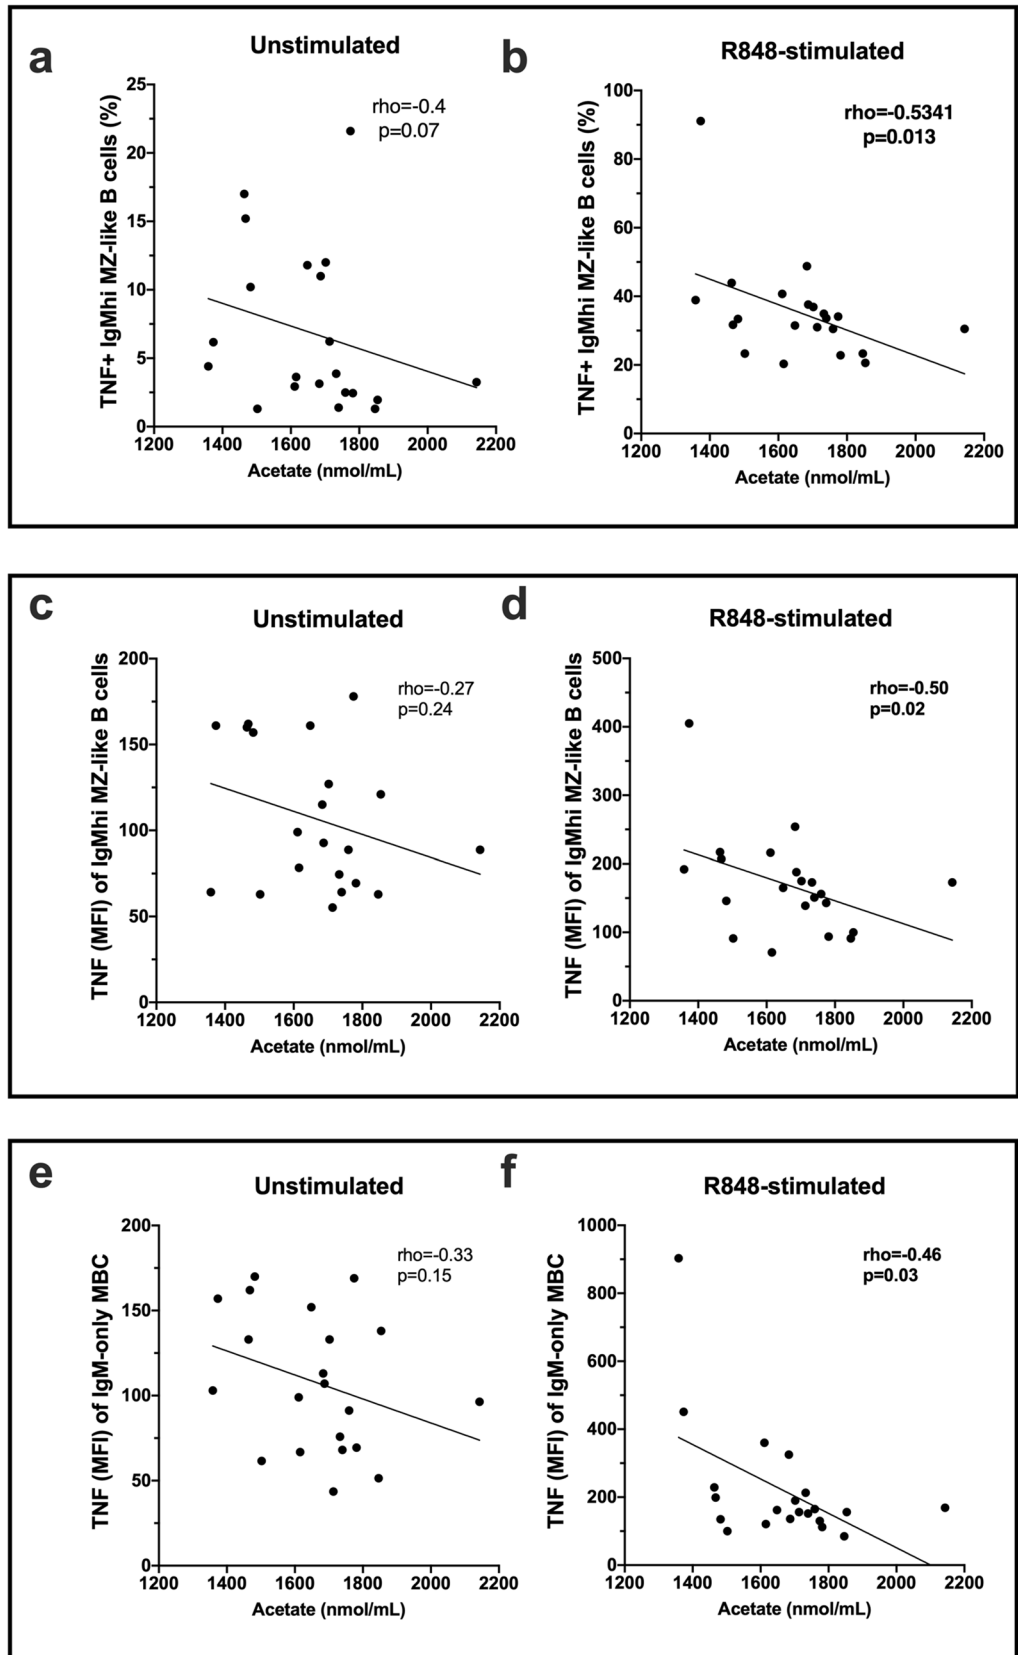 a
Unstimulated
rho=-0.4
p=0.07
TNF+ IgMhi MZ-like B cells (%)
25
20
15
10
5
0
1200 1400 1600 1800 2000 2200
Acetate (nmol/mL)
b
R848-stimulated
rho=-0.5341
p=0.013
TNF+ IgMhi MZ-like B cells (%)
100
80
60
40
20
0
1200 1400 1600 1800 2000 2200
Acetate (nmol/mL)
c
Unstimulated
rho=-0.27
p=0.24
TNF (MFI) of IgMhi MZ-like B cells
200
150
100
50
0
1200 1400 1600 1800 2000 2200
Acetate (nmol/mL)
d
R848-stimulated
rho=-0.50
p=0.02
TNF (MFI) of IgMhi MZ-like B cells
500
400
300
200
100
0
1200 1400 1600 1800 2000 2200
Acetate (nmol/mL)
e
Unstimulated
rho=-0.33
p=0.15
TNF (MFI) of IgM-only MBC
200
150
100
50
0
1200 1400 1600 1800 2000 2200
Acetate (nmol/mL)
f
R848-stimulated
rho=-0.46
p=0.03
TNF (MFI) of IgM-only MBC
1000
800
600
400
200
0
1200 1400 1600 1800 2000 2200
Acetate (nmol/mL)